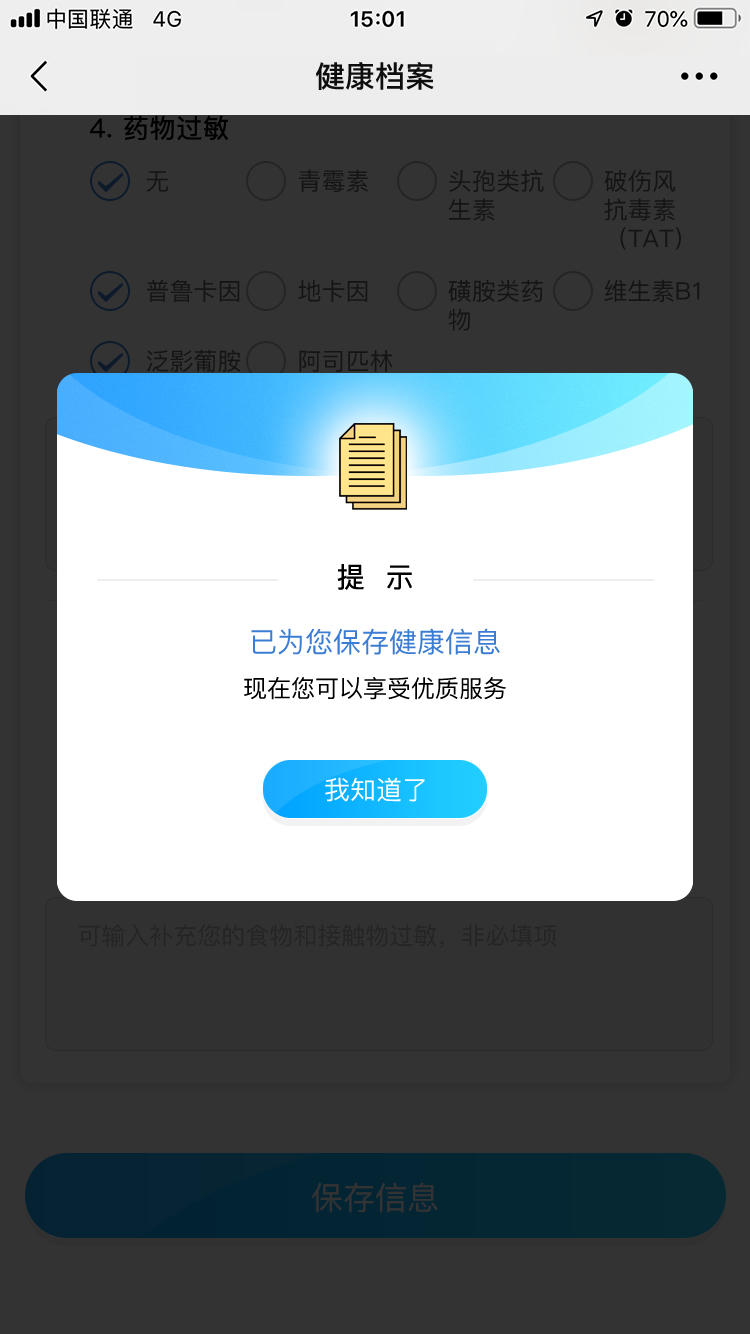 中国联通 4G 15:01 70%
健康档案
4. 药物过敏
无 青霉素 头孢类抗 破伤风
生素 抗毒素
（TAT）
普鲁卡因 地卡因 磺胺类药 维生素B1
物
泛影葡胺 阿司匹林
提 示
已为您保存健康信息
现在您可以享受优质服务
我知道了
可输入补充您的食物和接触物过敏，非必填项
保存信息